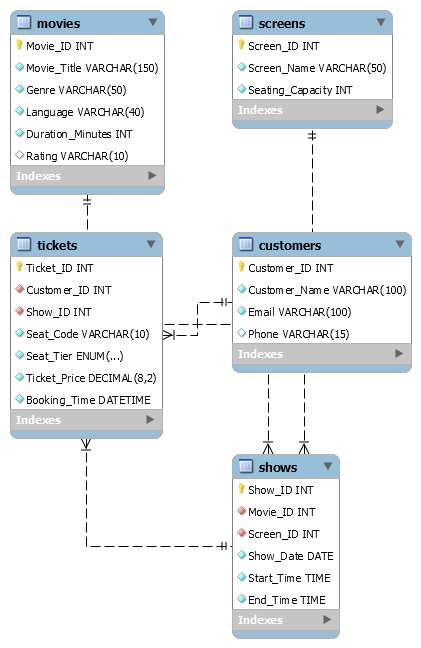 movies
Movie_ID INT
Movie_Title VARCHAR(150)
Genre VARCHAR(50)
Language VARCHAR(40)
Duration_Minutes INT
Rating VARCHAR(10)
Indexes
screens
Screen_ID INT
Screen_Name VARCHAR(50)
Seating_Capacity INT
Indexes
tickets
Ticket_ID INT
Customer_ID INT
Show_ID INT
Seat_Code VARCHAR(10)
Seat_Tier ENUM(...)
Ticket_Price DECIMAL(8,2)
Booking_Time DATETIME
Indexes
customers
Customer_ID INT
Customer_Name VARCHAR(100)
Email VARCHAR(100)
Phone VARCHAR(15)
Indexes
shows
Show_ID INT
Movie_ID INT
Screen_ID INT
Show_Date DATE
Start_Time TIME
End_Time TIME
Indexes